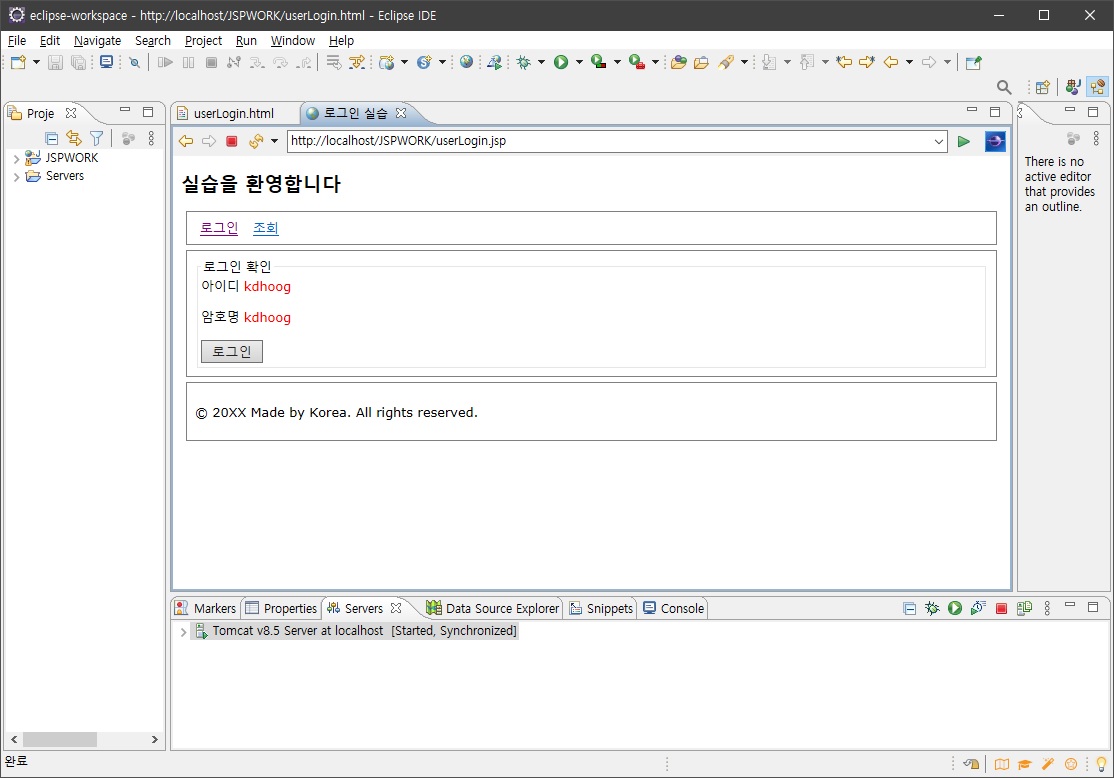 eclipse-workspace - http://localhost/JSPWORK/userLogin.html - Eclipse IDE
File Edit Navigate Search Project Run Window Help
Proje
JSPWORK
Servers
userLogin.html 로그인 실습
http://localhost/JSPWORK/userLogin.jsp
실습을 환영합니다
로그인 조회
로그인 확인
아이디 kdhoog
암호명 kdhoog
로그인
© 20XX Made by Korea. All rights reserved.
There is no
active editor
that provides
an outline.
Markers Properties Servers Data Source Explorer Snippets Console
Tomcat v8.5 Server at localhost [Started, Synchronized]
완료